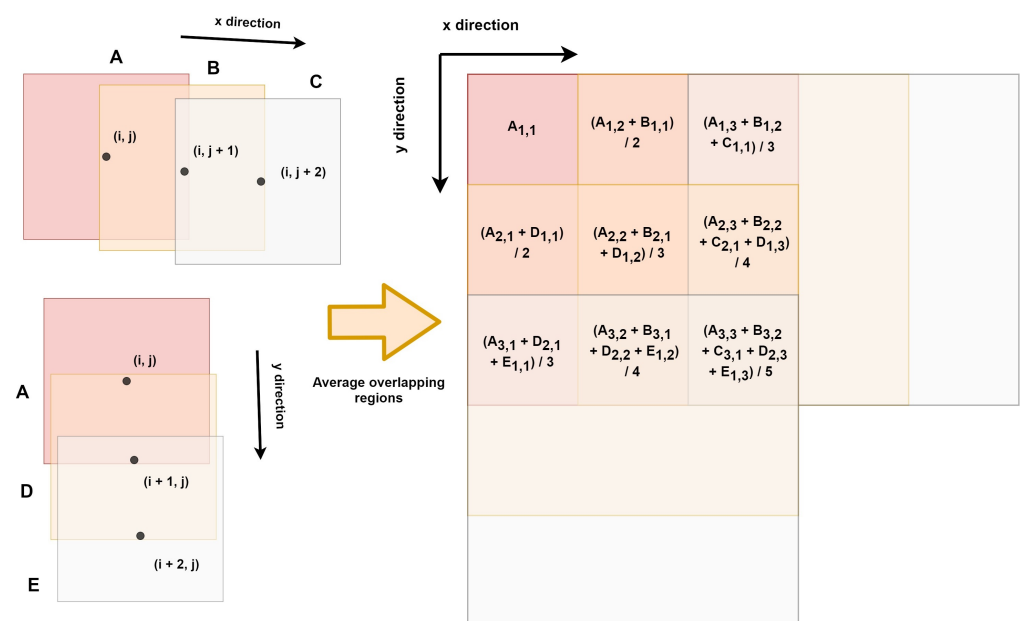 x direction
A
B
C
(i, j)
(i, j + 1)
(i, j + 2)
(i, j)
A
y direction
(i + 1, j)
D
(i + 2, j)
E
Average overlapping
regions
x direction
y direction
A1,1
(A1,2 + B1,1)
/ 2
(A1,3 + B1,2
+ C1,1) / 3
(A2,1 + D1,1)
/ 2
(A2,2 + B2,1
+ D1,2) / 3
(A2,3 + B2,2
+ C2,1 + D1,3)
/ 4
(A3,1 + D2,1
+ E1,1) / 3
(A3,2 + B3,1
+ D2,2 + E1,2)
/ 4
(A3,3 + B3,2
+ C3,1 + D2,3
+ E1,3) / 5